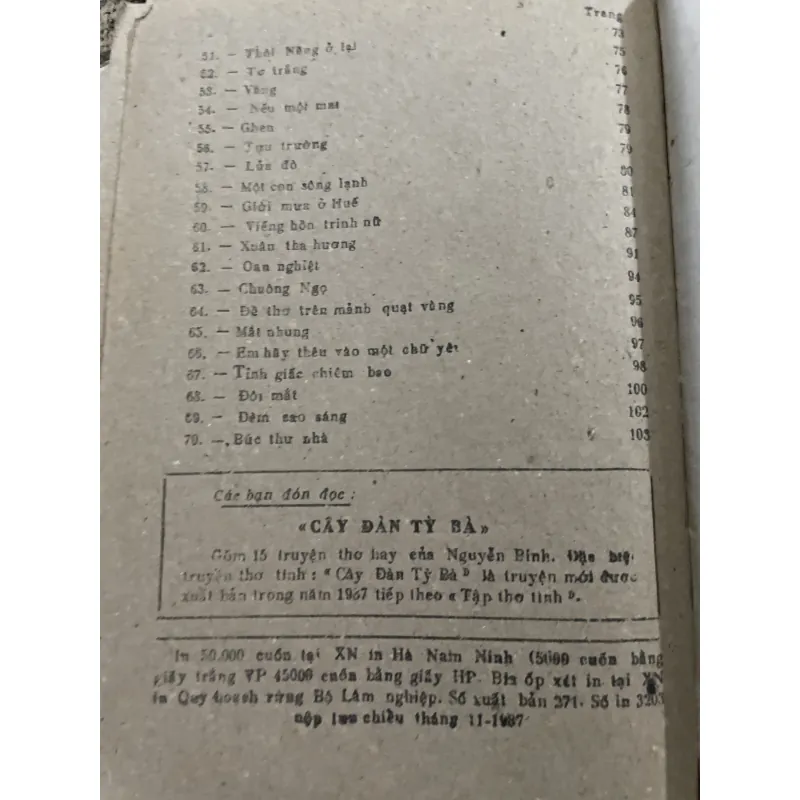 Trang
73
51. — Thôi Nàng ở lại 75
52. — Tơ trắng 76
53. — Vâng 77
54. — Nếu một mai 78
55. — Ghen 79
56. — Tựu trường 79
57. — Lửa đò 80
58. — Một con sông lạnh 81
59. — Giời mưa ở Huế 84
60. — Viếng hồn trinh nữ 87
61. — Xuân tha hương 91
62. — Oan nghiệt 94
63. — Chuông Ngọ 95
64. — Đề thơ trên mảnh quạt vàng 96
65. — Mắt nhung 97
66. — Em hãy thêu vào một chữ yêu 98
67. — Tỉnh giấc chiêm bao 100
68. — Đôi mắt 102
69. — Đêm sao sáng 103
70. — Bức thư nhà
Các bạn đón đọc :
«CÂY ĐÀN TỲ BÀ»
Gồm 15 truyện thơ hay của Nguyễn Bính. Đặc biệt
truyện thơ tình : "Cây Đàn Tỳ Bà" là truyện mới được
xuất bản trong năm 1987 tiếp theo «Tập thơ tình».
In 50.000 cuốn tại XN in Hà Nam Ninh (5000 cuốn bằng
giấy trắng VP 45000 cuốn bằng giấy HP. Bìa ốp xét in tại XN
in Quy hoạch rừng Bộ Lâm nghiệp. Số xuất bản 271. Số in 3203
nộp lưu chiểu tháng 11-1987